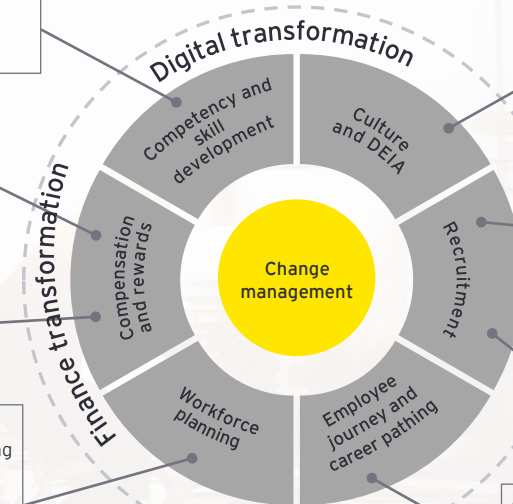 Digital transformation
Competency and
skill
development
Culture
and DEIA
Compensation
and rewards
Recruitment
Change
management
Finance transformation
Workforce
planning
Employee
journey and
career pathing